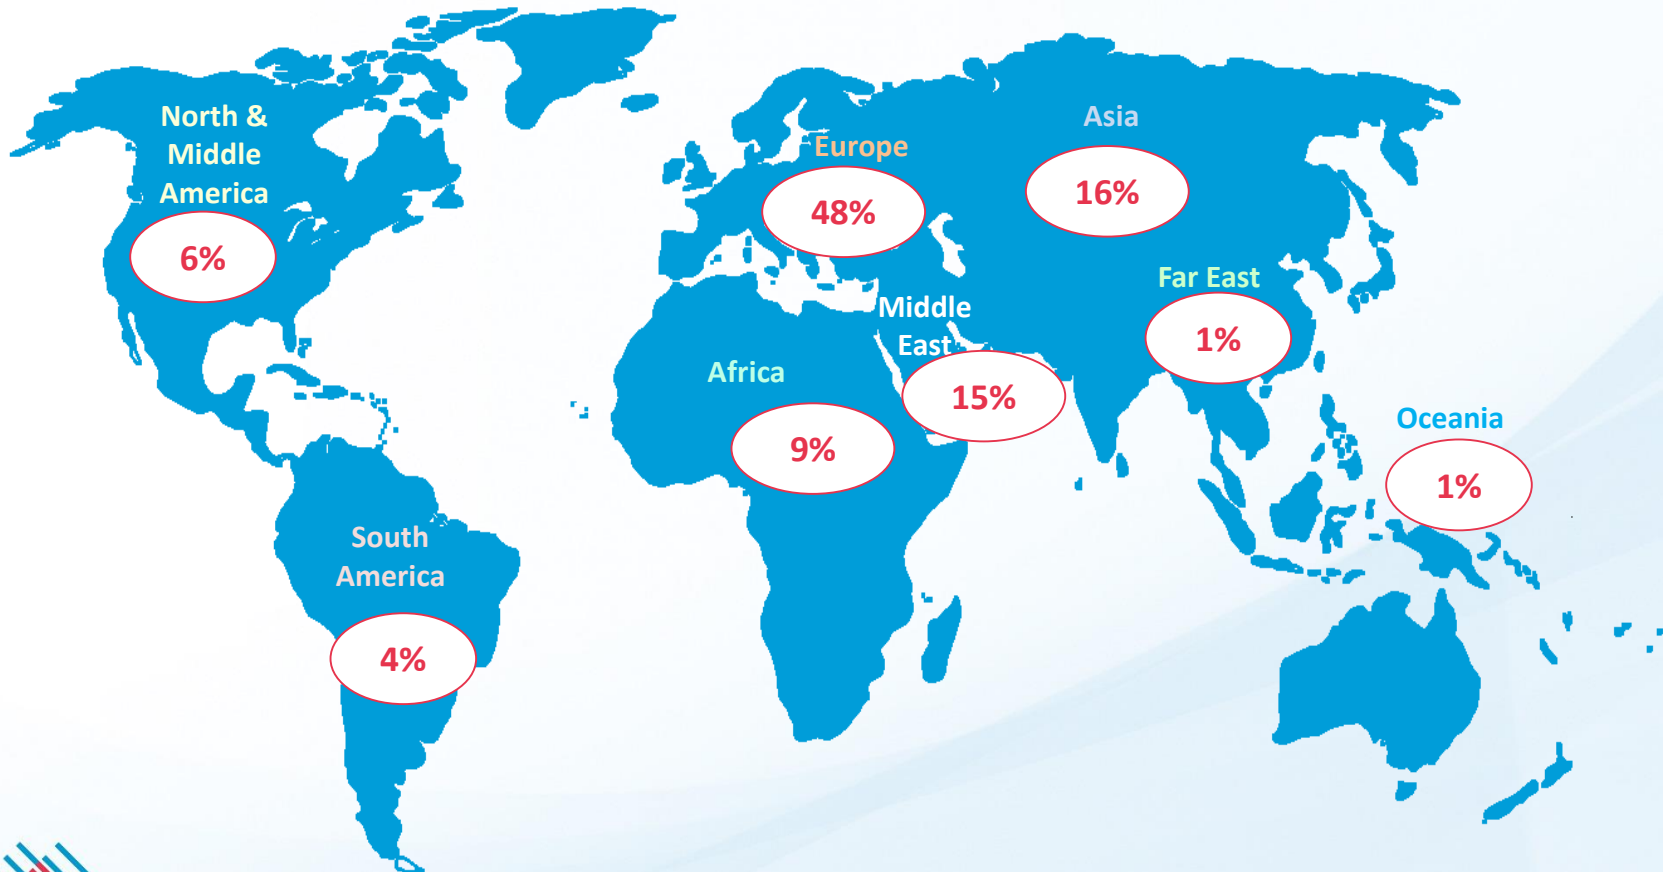 North &
Middle
America
6%
Europe
48%
Asia
16%
Far East
1%
Middle
East
15%
Africa
9%
Oceania
1%
South
America
4%